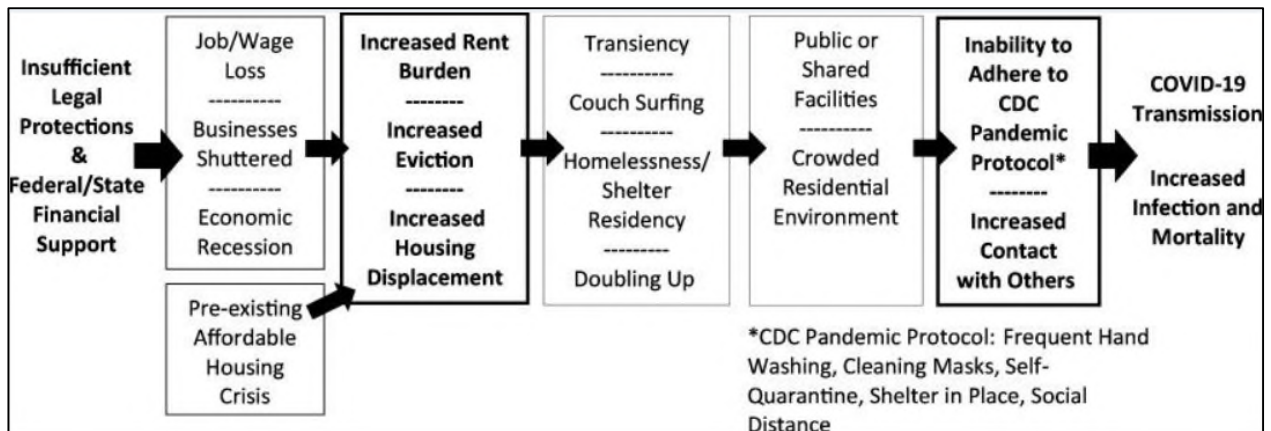 Insufficient
Legal
Protections
&
Federal/State
Financial
Support
Job/Wage
Loss
----------
Businesses
Shuttered
----------
Economic
Recession
Pre-existing
Affordable
Housing
Crisis
Increased Rent
Burden
--------
Increased
Eviction
--------
Increased
Housing
Displacement
Transiency
----------
Couch Surfing
----------
Homelessness/
Shelter
Residency
---------
Doubling Up
Public or
Shared
Facilities
----------
Crowded
Residential
Environment
Inability to
Adhere to
CDC
Pandemic
Protocol*
--------
Increased
Contact
with Others
COVID-19
Transmission
Increased
Infection and
Mortality
*CDC Pandemic Protocol: Frequent Hand
Washing, Cleaning Masks, Self-
Quarantine, Shelter in Place, Social
Distance